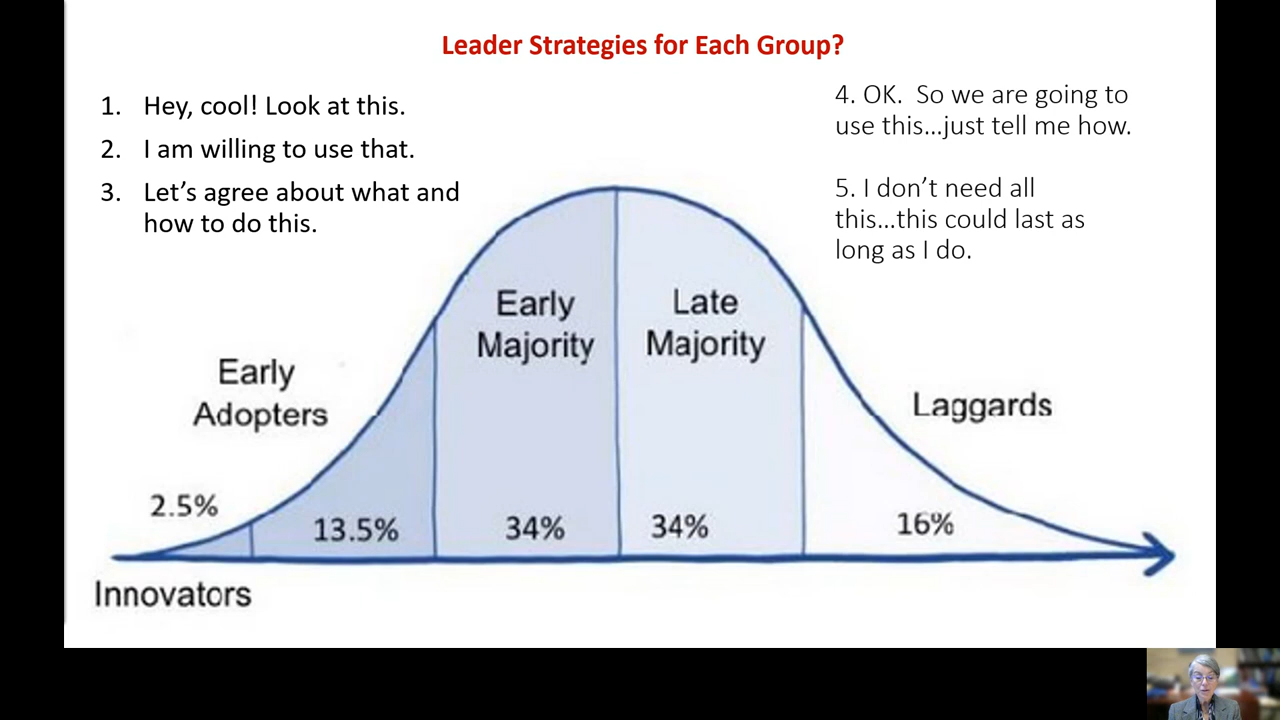 Leader Strategies for Each Group?
1. Hey, cool! Look at this.
2. I am willing to use that.
3. Let’s agree about what and
how to do this.
4. OK.  So we are going to
use this...just tell me how.
5. I don’t need all
this...this could last as
long as I do.
Early
Majority
Late
Majority
Early
Adopters
Laggards
2.5%
13.5%
34%
34%
16%
Innovators